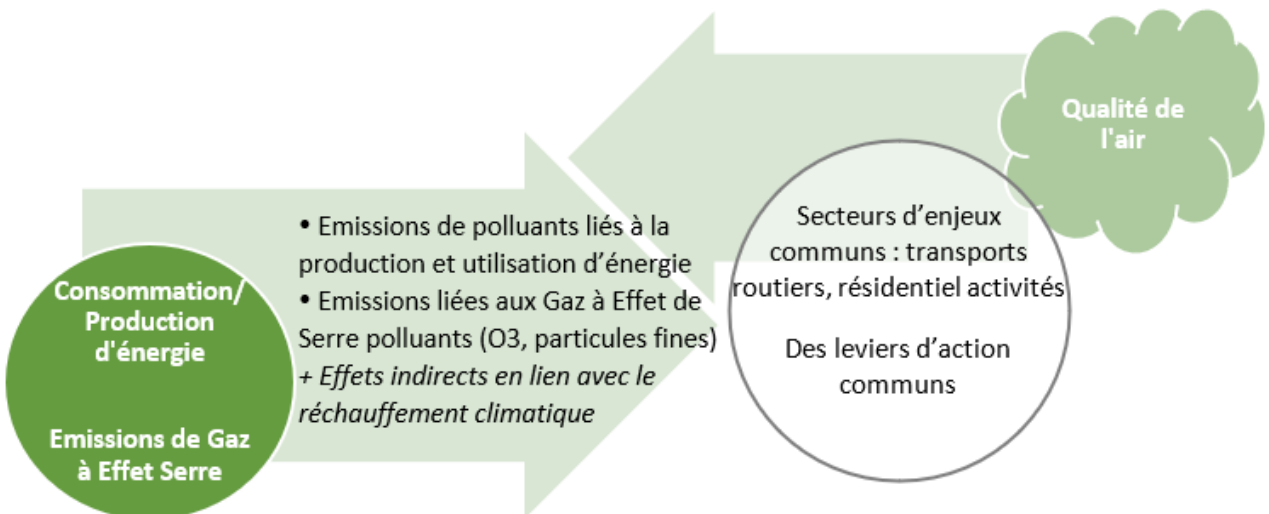 Qualité de
l'air
Consommation/
Production
d'énergie
Emissions de Gaz
à Effet Serre
• Emissions de polluants liés à la
production et utilisation d’énergie
• Emissions liées aux Gaz à Effet de
Serre polluants (O3, particules fines)
+ Effets indirects en lien avec le
réchauffement climatique
Secteurs d’enjeux
communs : transports
routiers, résidentiel activités
Des leviers d’action
communs